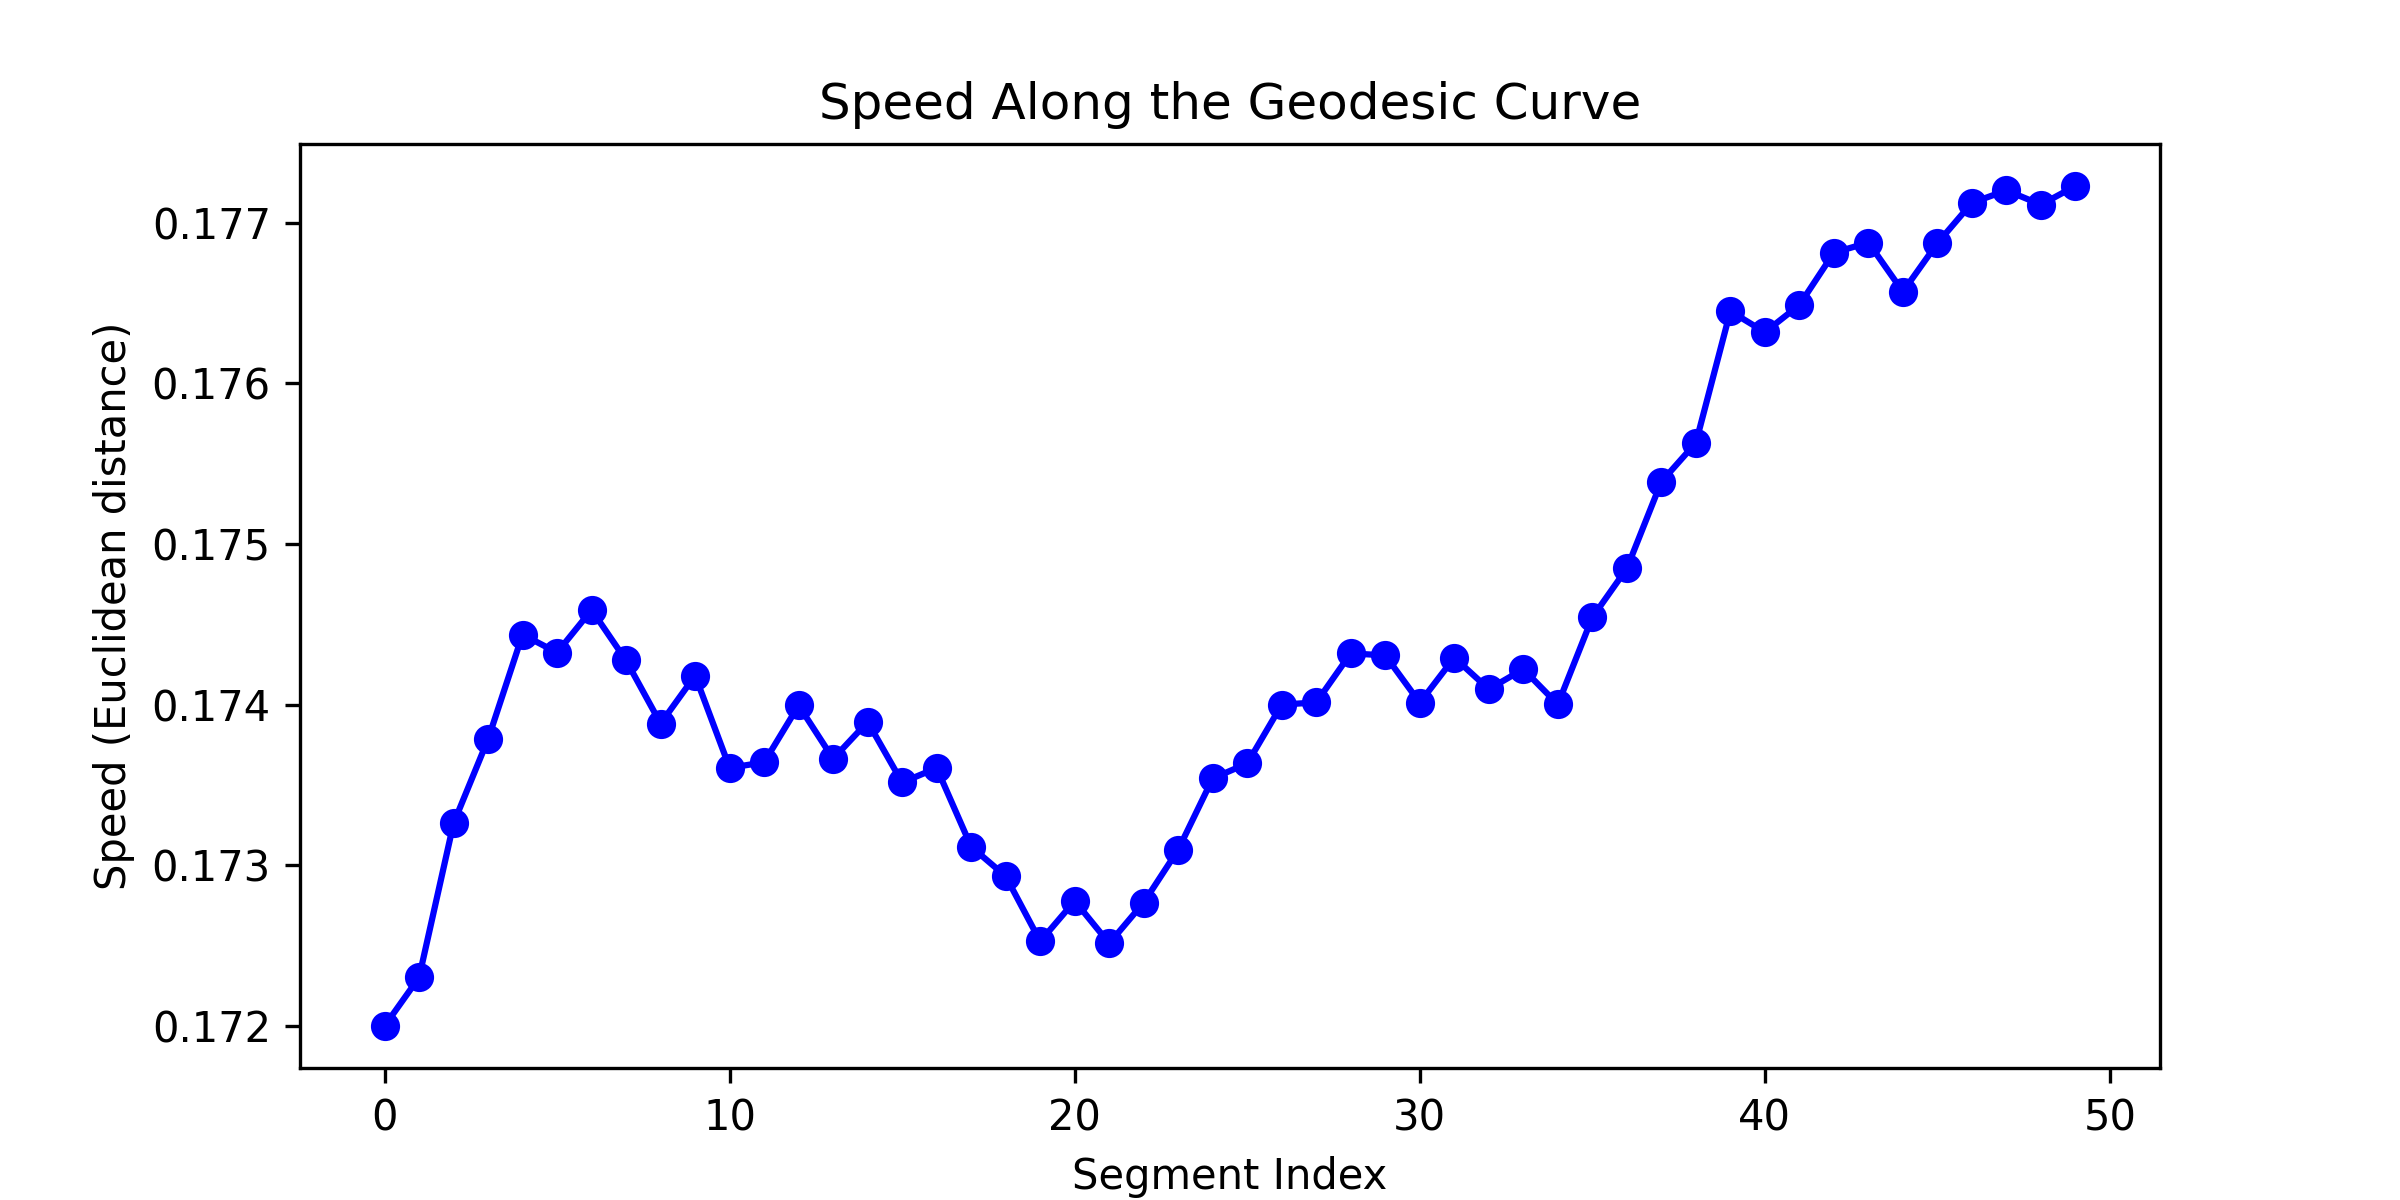 Speed Along the Geodesic Curve
Speed (Euclidean distance)
0.177
0.176
0.175
0.174
0.173
0.172
0 10 20 30 40 50
Segment Index